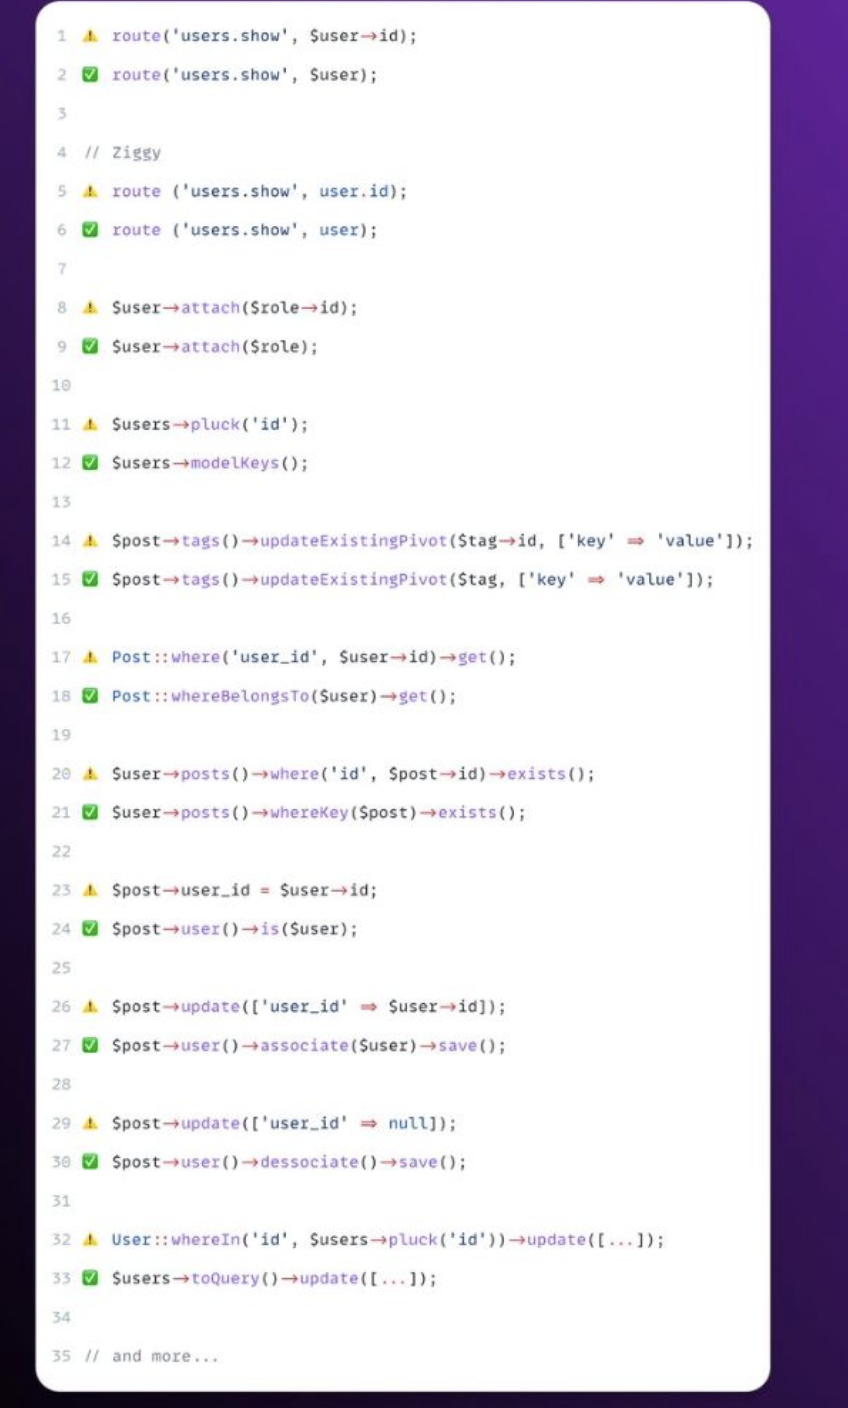 1 ⚠️ route('users.show', $user→id);
2 ✅ route('users.show', $user);
3
4 // Ziggy
5 ⚠️ route ('users.show', user.id);
6 ✅ route ('users.show', user);
7
8 ⚠️ $user→attach($role→id);
9 ✅ $user→attach($role);
10
11 ⚠️ $users→pluck('id');
12 ✅ $users→modelKeys();
13
14 ⚠️ $post→tags()→updateExistingPivot($tag→id, ['key' ⇒ 'value']);
15 ✅ $post→tags()→updateExistingPivot($tag, ['key' ⇒ 'value']);
16
17 ⚠️ Post::where('user_id', $user→id)→get();
18 ✅ Post::whereBelongsTo($user)→get();
19
20 ⚠️ $user→posts()→where('id', $post→id)→exists();
21 ✅ $user→posts()→whereKey($post)→exists();
22
23 ⚠️ $post→user_id = $user→id;
24 ✅ $post→user()→is($user);
25
26 ⚠️ $post→update(['user_id' ⇒ $user→id]);
27 ✅ $post→user()→associate($user)→save();
28
29 ⚠️ $post→update(['user_id' ⇒ null]);
30 ✅ $post→user()→dessociate()→save();
31
32 ⚠️ User::whereIn('id', $users→pluck('id'))→update([...]);
33 ✅ $users→toQuery()→update([...]);
34
35 // and more...